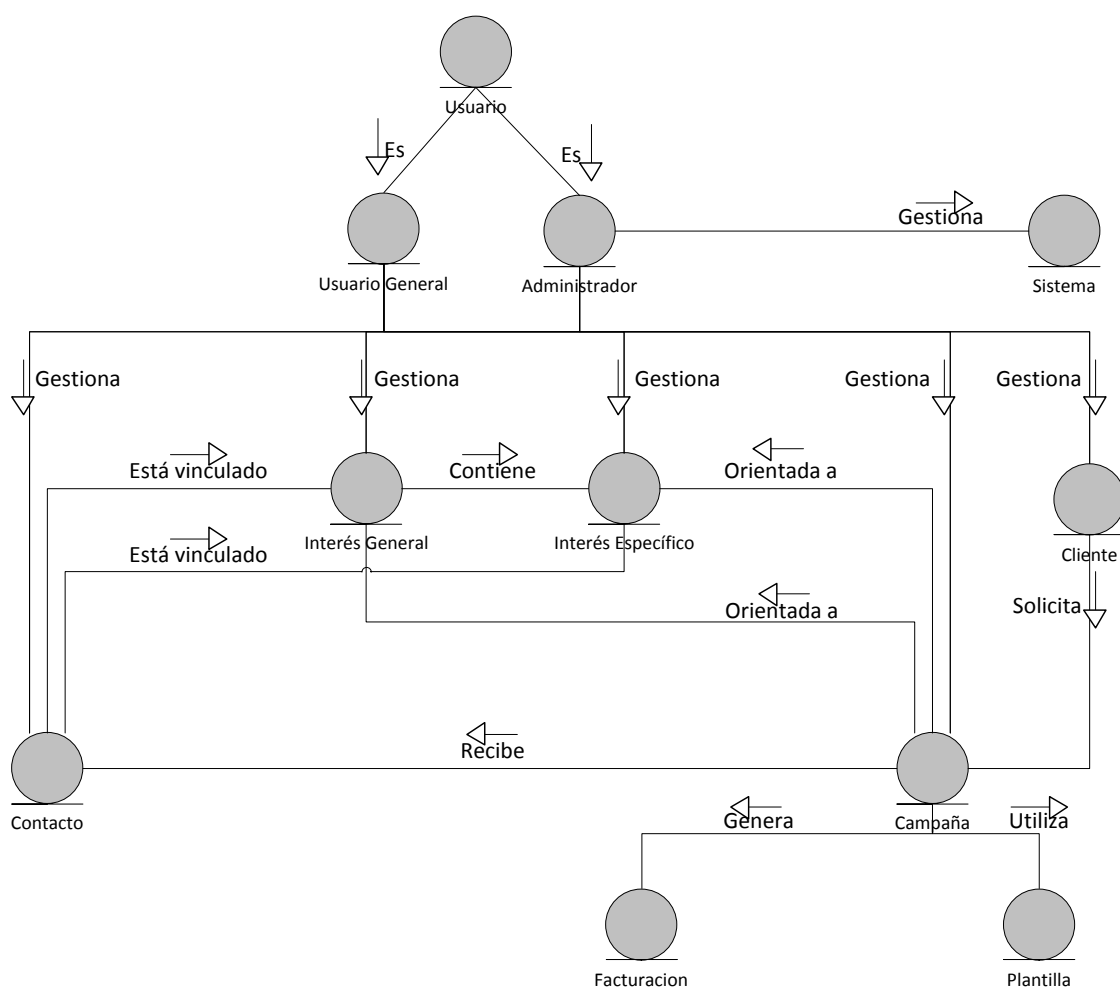 Usuario
Es
Es
Gestiona
Usuario General
Administrador
Sistema
Gestiona
Gestiona
Gestiona
Gestiona
Gestiona
Está vinculado
Contiene
Orientada a
Interés General
Interés Específico
Está vinculado
Cliente
Orientada a
Solicita
Recibe
Contacto
Genera
Campaña
Utiliza
Facturacion
Plantilla